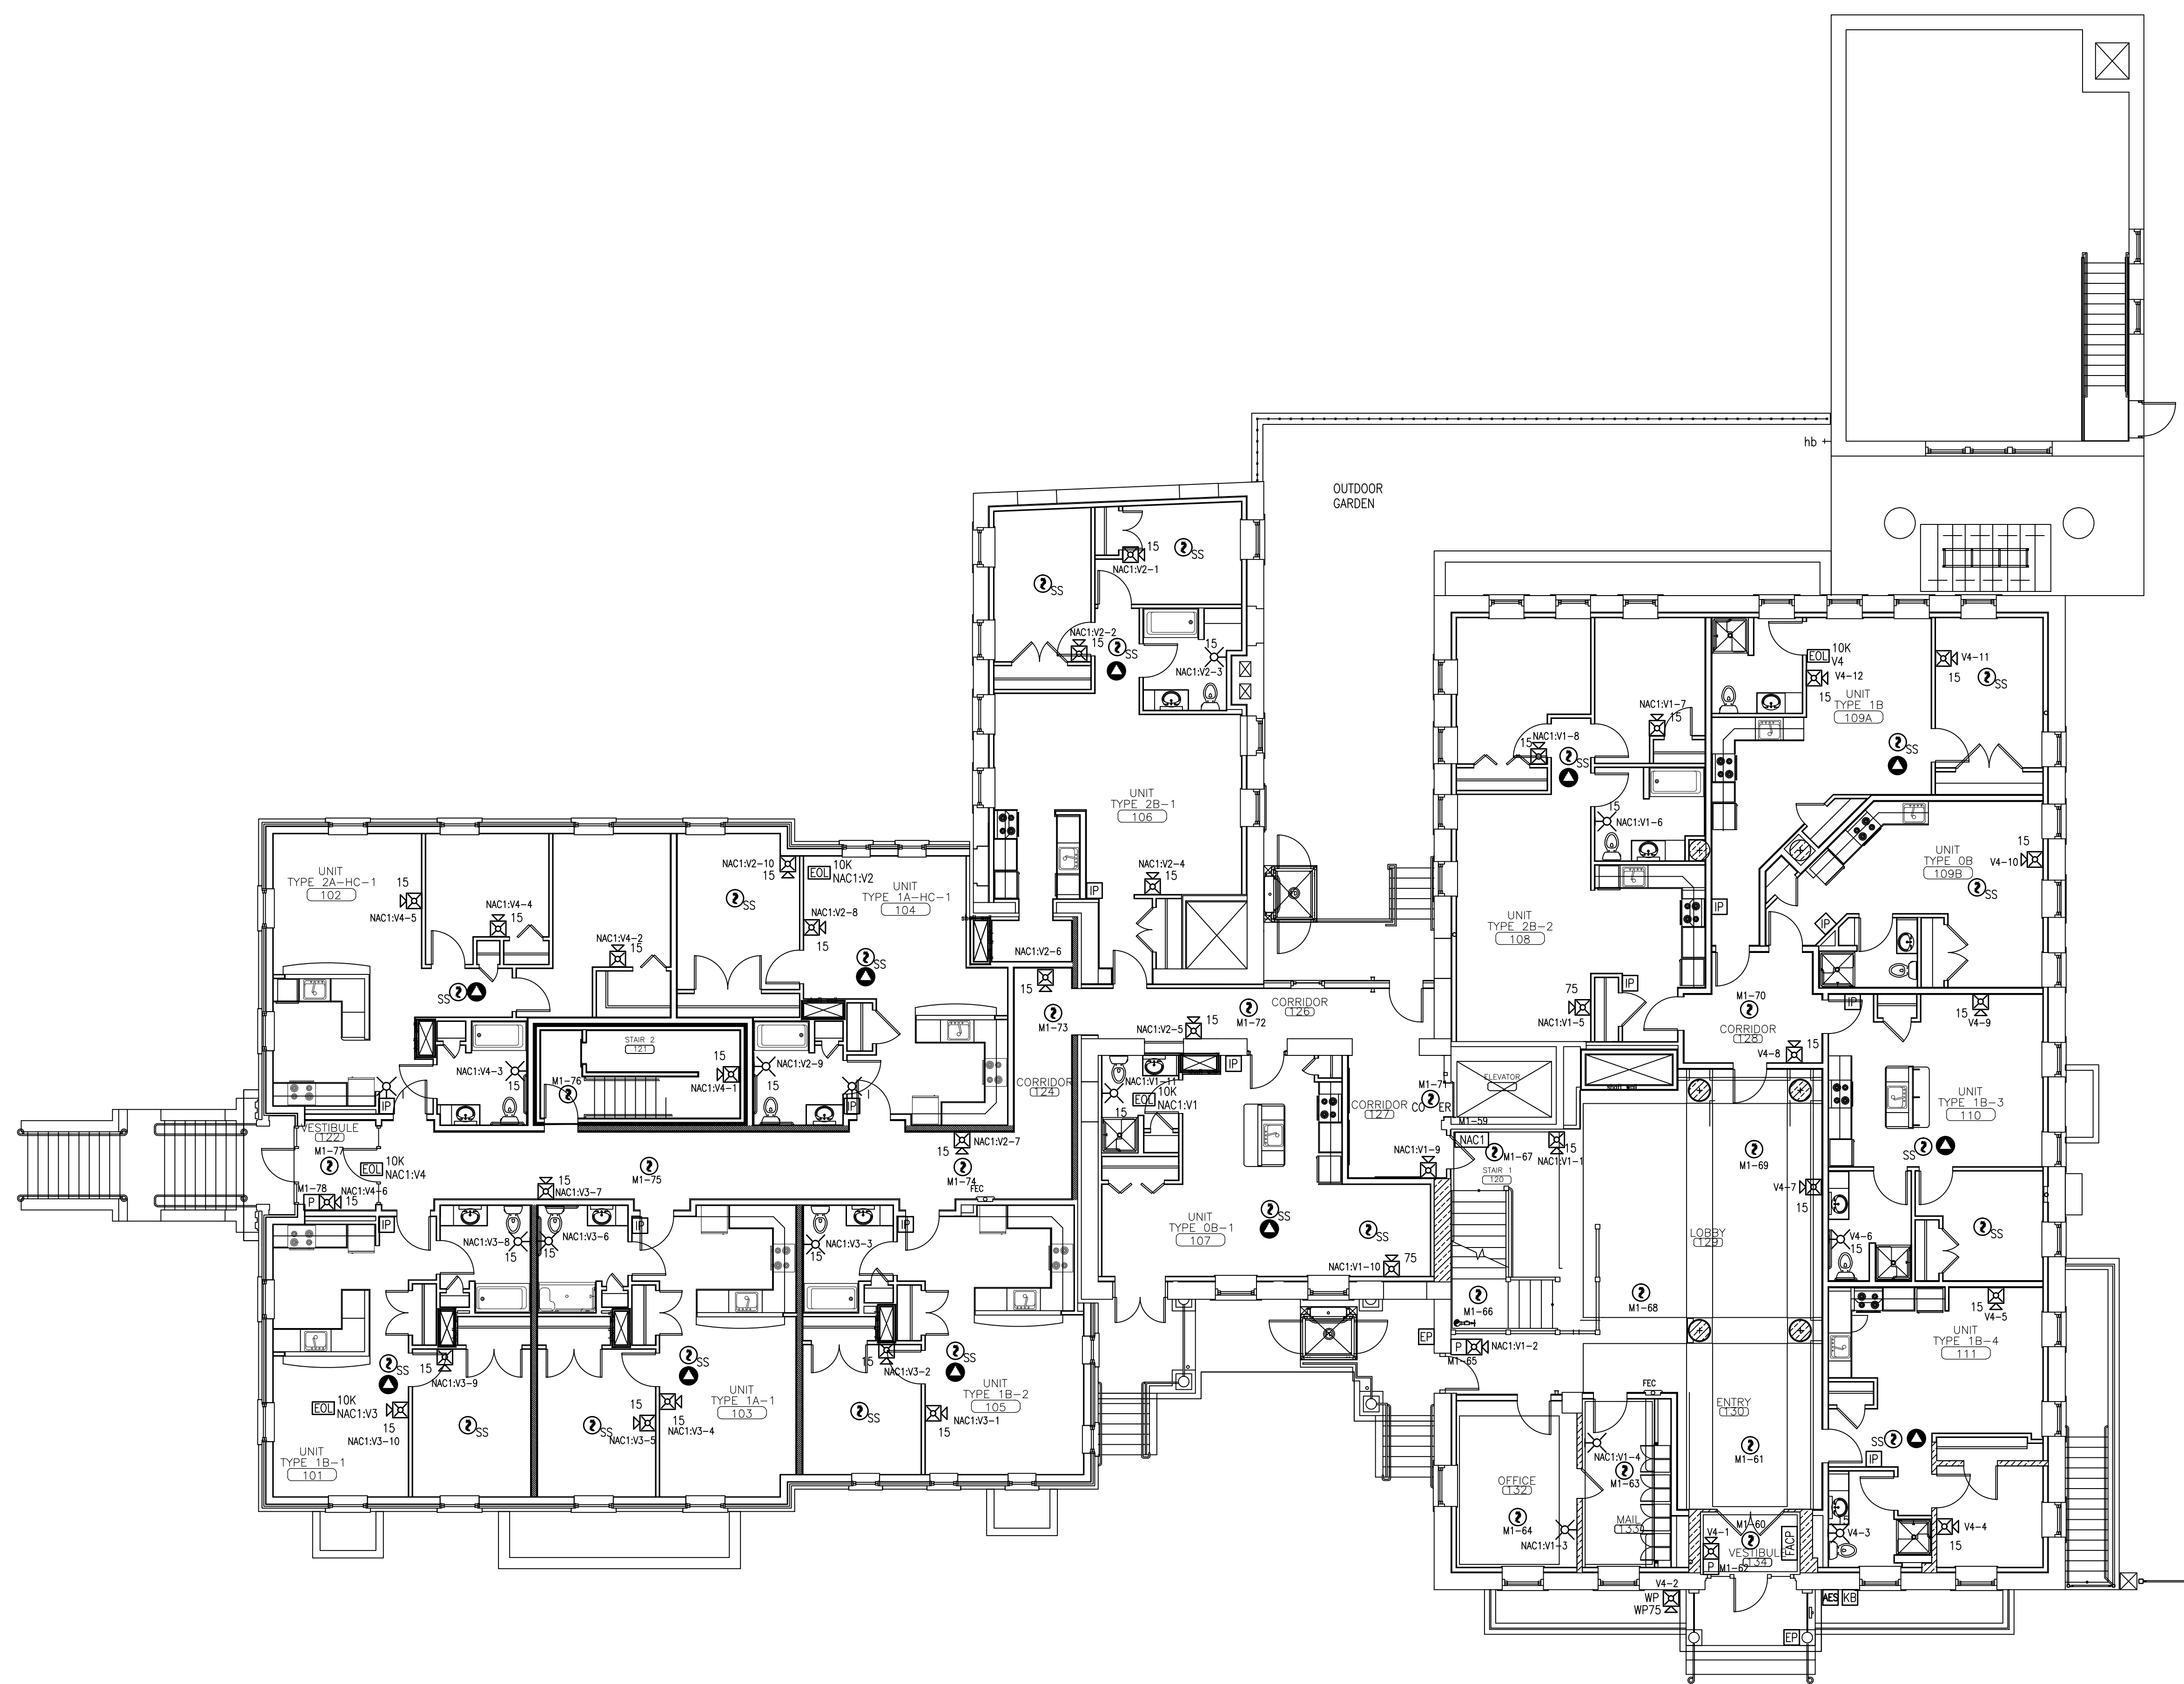 hb
OUTDOOR
GARDEN
15
SS
NAC1:V2-1
SS
NAC1:V2-2
15
SS
15
NAC1:V2-3
UNIT
TYPE 2B-1
106
NAC1:V2-4
15
IP
NAC1:V1-7
15
NAC1:V1-8
15
SS
15
NAC1:V1-6
UNIT
TYPE 2B-2
108
75
NAC1:V1-5
IP
EOL
10K
V4
V4-12
15
UNIT
TYPE 1B
109A
V4-11
15
SS
SS
IP
UNIT
TYPE 0B
109B
15
V4-10
SS
IP
UNIT
TYPE 2A-HC-1
102
15
NAC1:V4-5
NAC1:V4-4
15
NAC1:V4-2
15
SS
NAC1:V4-3
15
IP
NAC1:V2-10
15
SS
EOL
10K
NAC1:V2
UNIT
TYPE 1A-HC-1
104
NAC1:V2-8
15
SS
NAC1:V2-9
15
IP
STAIR 2
121
M1-76
15
NAC1:V4-1
NAC1:V2-6
15
M1-73
CORRIDOR
124
NAC1:V2-5
15
M1-72
CORRIDOR
126
M1-70
CORRIDOR
128
V4-8
15
IP
V4-9
15
UNIT
TYPE 1B-3
110
SS
VESTIBULE
122
M1-77
EOL
10K
NAC1:V4
M1-78
P
NAC1:V4-6
15
M1-75
15
NAC1:V3-7
15
NAC1:V2-7
M1-74
FEC
NAC1:V1-11
15
EOL
10K
NAC1:V1
IP
CORRIDOR
127
M1-71
M1-59
ELEVATOR
NAC1
M1-67
NAC1:V1-1
15
STAIR 1
120
NAC1:V1-9
15
SS
UNIT
TYPE 0B-1
107
SS
NAC1:V1-10
75
M1-69
V4-7
15
LOBBY
129
M1-68
M1-66
EP
P
NAC1:V1-2
M1-65
V4-6
15
SS
NAC1:V3-8
15
IP
NAC1:V3-6
15
IP
NAC1:V3-3
15
IP
SS
15
NAC1:V3-9
EOL
10K
NAC1:V3
15
NAC1:V3-10
SS
UNIT
TYPE 1B-1
101
SS
SS
15
NAC1:V3-5
15
NAC1:V3-4
UNIT
TYPE 1A-1
103
15
NAC1:V3-2
SS
SS
UNIT
TYPE 1B-2
105
NAC1:V3-1
15
15
V4-5
UNIT
TYPE 1B-4
111
SS
IP
V4-3
15
V4-4
15
FEC
ENTRY
130
M1-61
OFFICE
132
M1-64
NAC1:V1-4
M1-63
MAIL
133
NAC1:V1-3
M1-60
V4-1
VESTIBULE
134
FACP
P
M1-62
V4-2
WP
WP75
AES
KB
EP